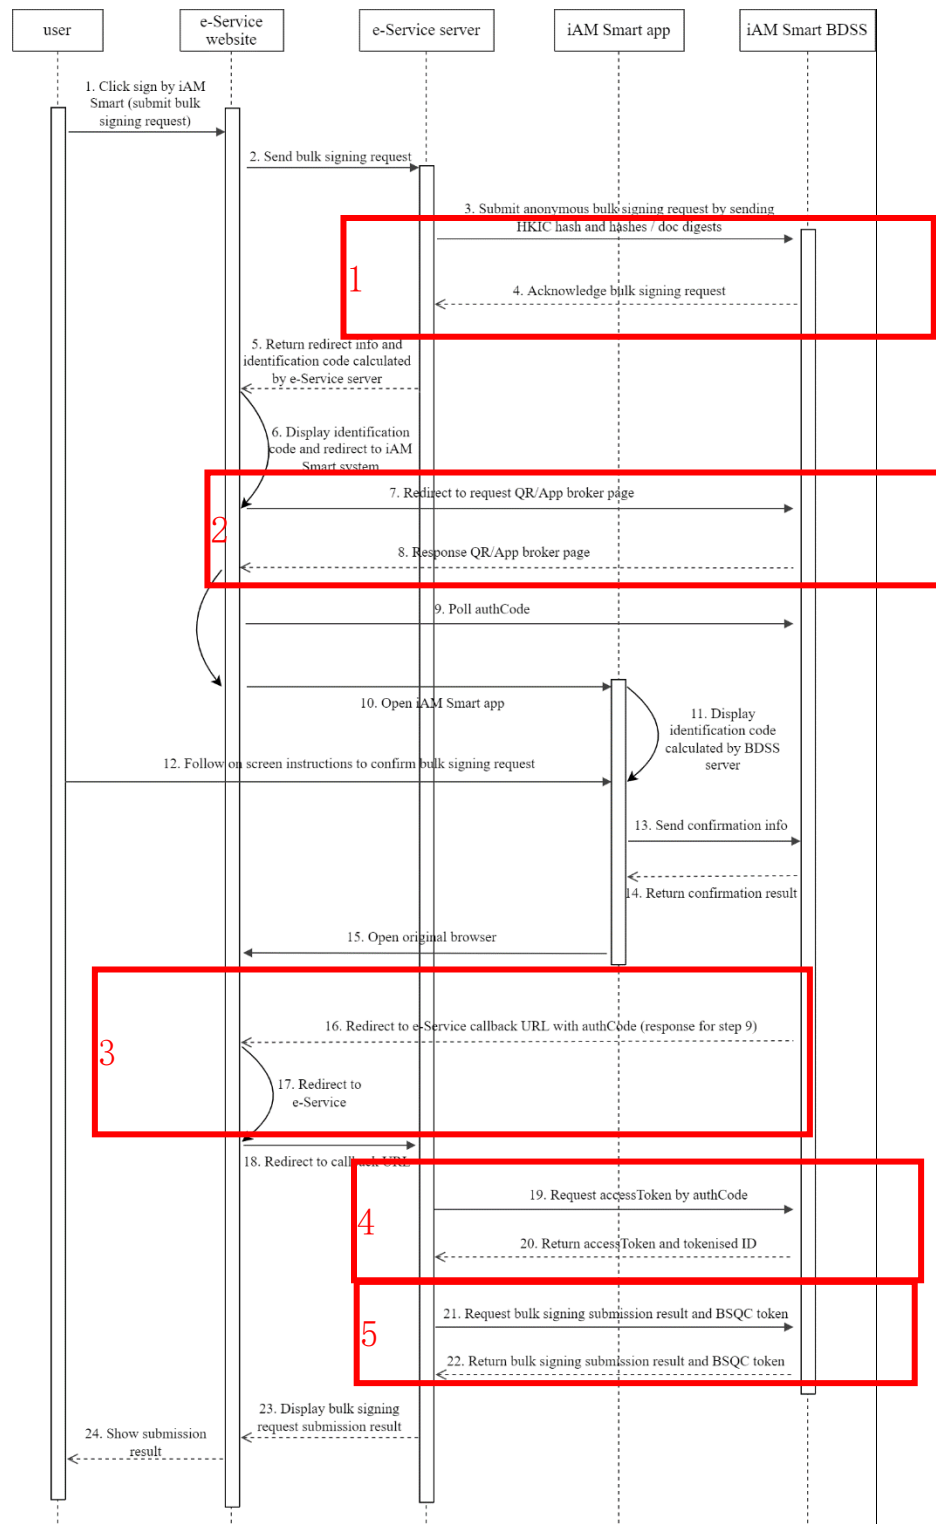 user
e-Service
website
e-Service server
iAM Smart app
iAM Smart BDSS
1. Click sign by iAM
Smart (submit bulk
signing request)
2. Send bulk signing request
3. Submit anonymous bulk signing request by sending
HKIC hash and hashes / doc digests
1
4. Acknowledge bulk signing request
5. Return redirect info and
identification code calculated
by e-Service server
6. Display identification
code and redirect to iAM
Smart system
7. Redirect to request QR/App broker page
2
8. Response QR/App broker page
9. Poll authCode
10. Open iAM Smart app
11. Display
identification code
calculated by BDSS
server
12. Follow on screen instructions to confirm bulk signing request
13. Send confirmation info
14. Return confirmation result
15. Open original browser
16. Redirect to e-Service callback URL with authCode (response for step 9)
3
17. Redirect to
e-Service
18. Redirect to callback URL
19. Request accessToken by authCode
4
20. Return accessToken and tokenised ID
21. Request bulk signing submission result and BSQC token
5
22. Return bulk signing submission result and BSQC token
23. Display bulk signing
request submission result
24. Show submission
result